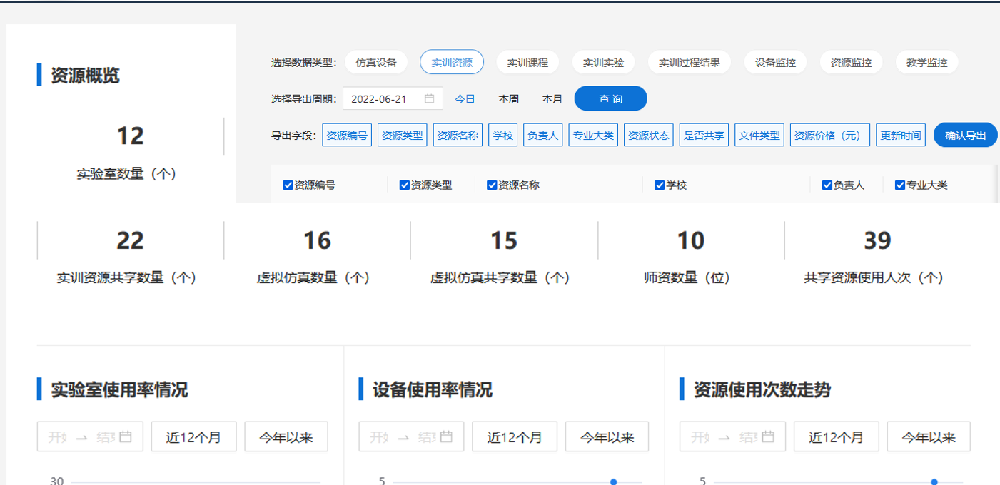 资源概览
12
实验室数量（个）
选择数据类型： 仿真设备 实训资源 实训课程 实训实验 实训过程结果 设备监控 资源监控 教学监控
选择导出周期： 2022-06-21 今日 本周 本月 查 询
导出字段： 资源编号 资源类型 资源名称 学校 负责人 专业大类 资源状态 是否共享 文件类型 资源价格（元） 更新时间 确认导出
资源编号 资源类型 资源名称 学校 负责人 专业大类
22 16 15 10 39
实训资源共享数量（个） 虚拟仿真数量（个） 虚拟仿真共享数量（个） 师资数量（位） 共享资源使用人次（个）
实验室使用率情况 设备使用率情况 资源使用次数走势
开始 结束 近12个月 今年以来 开始 结束 近12个月 今年以来 开始 结束 近12个月 今年以来
30 5 5